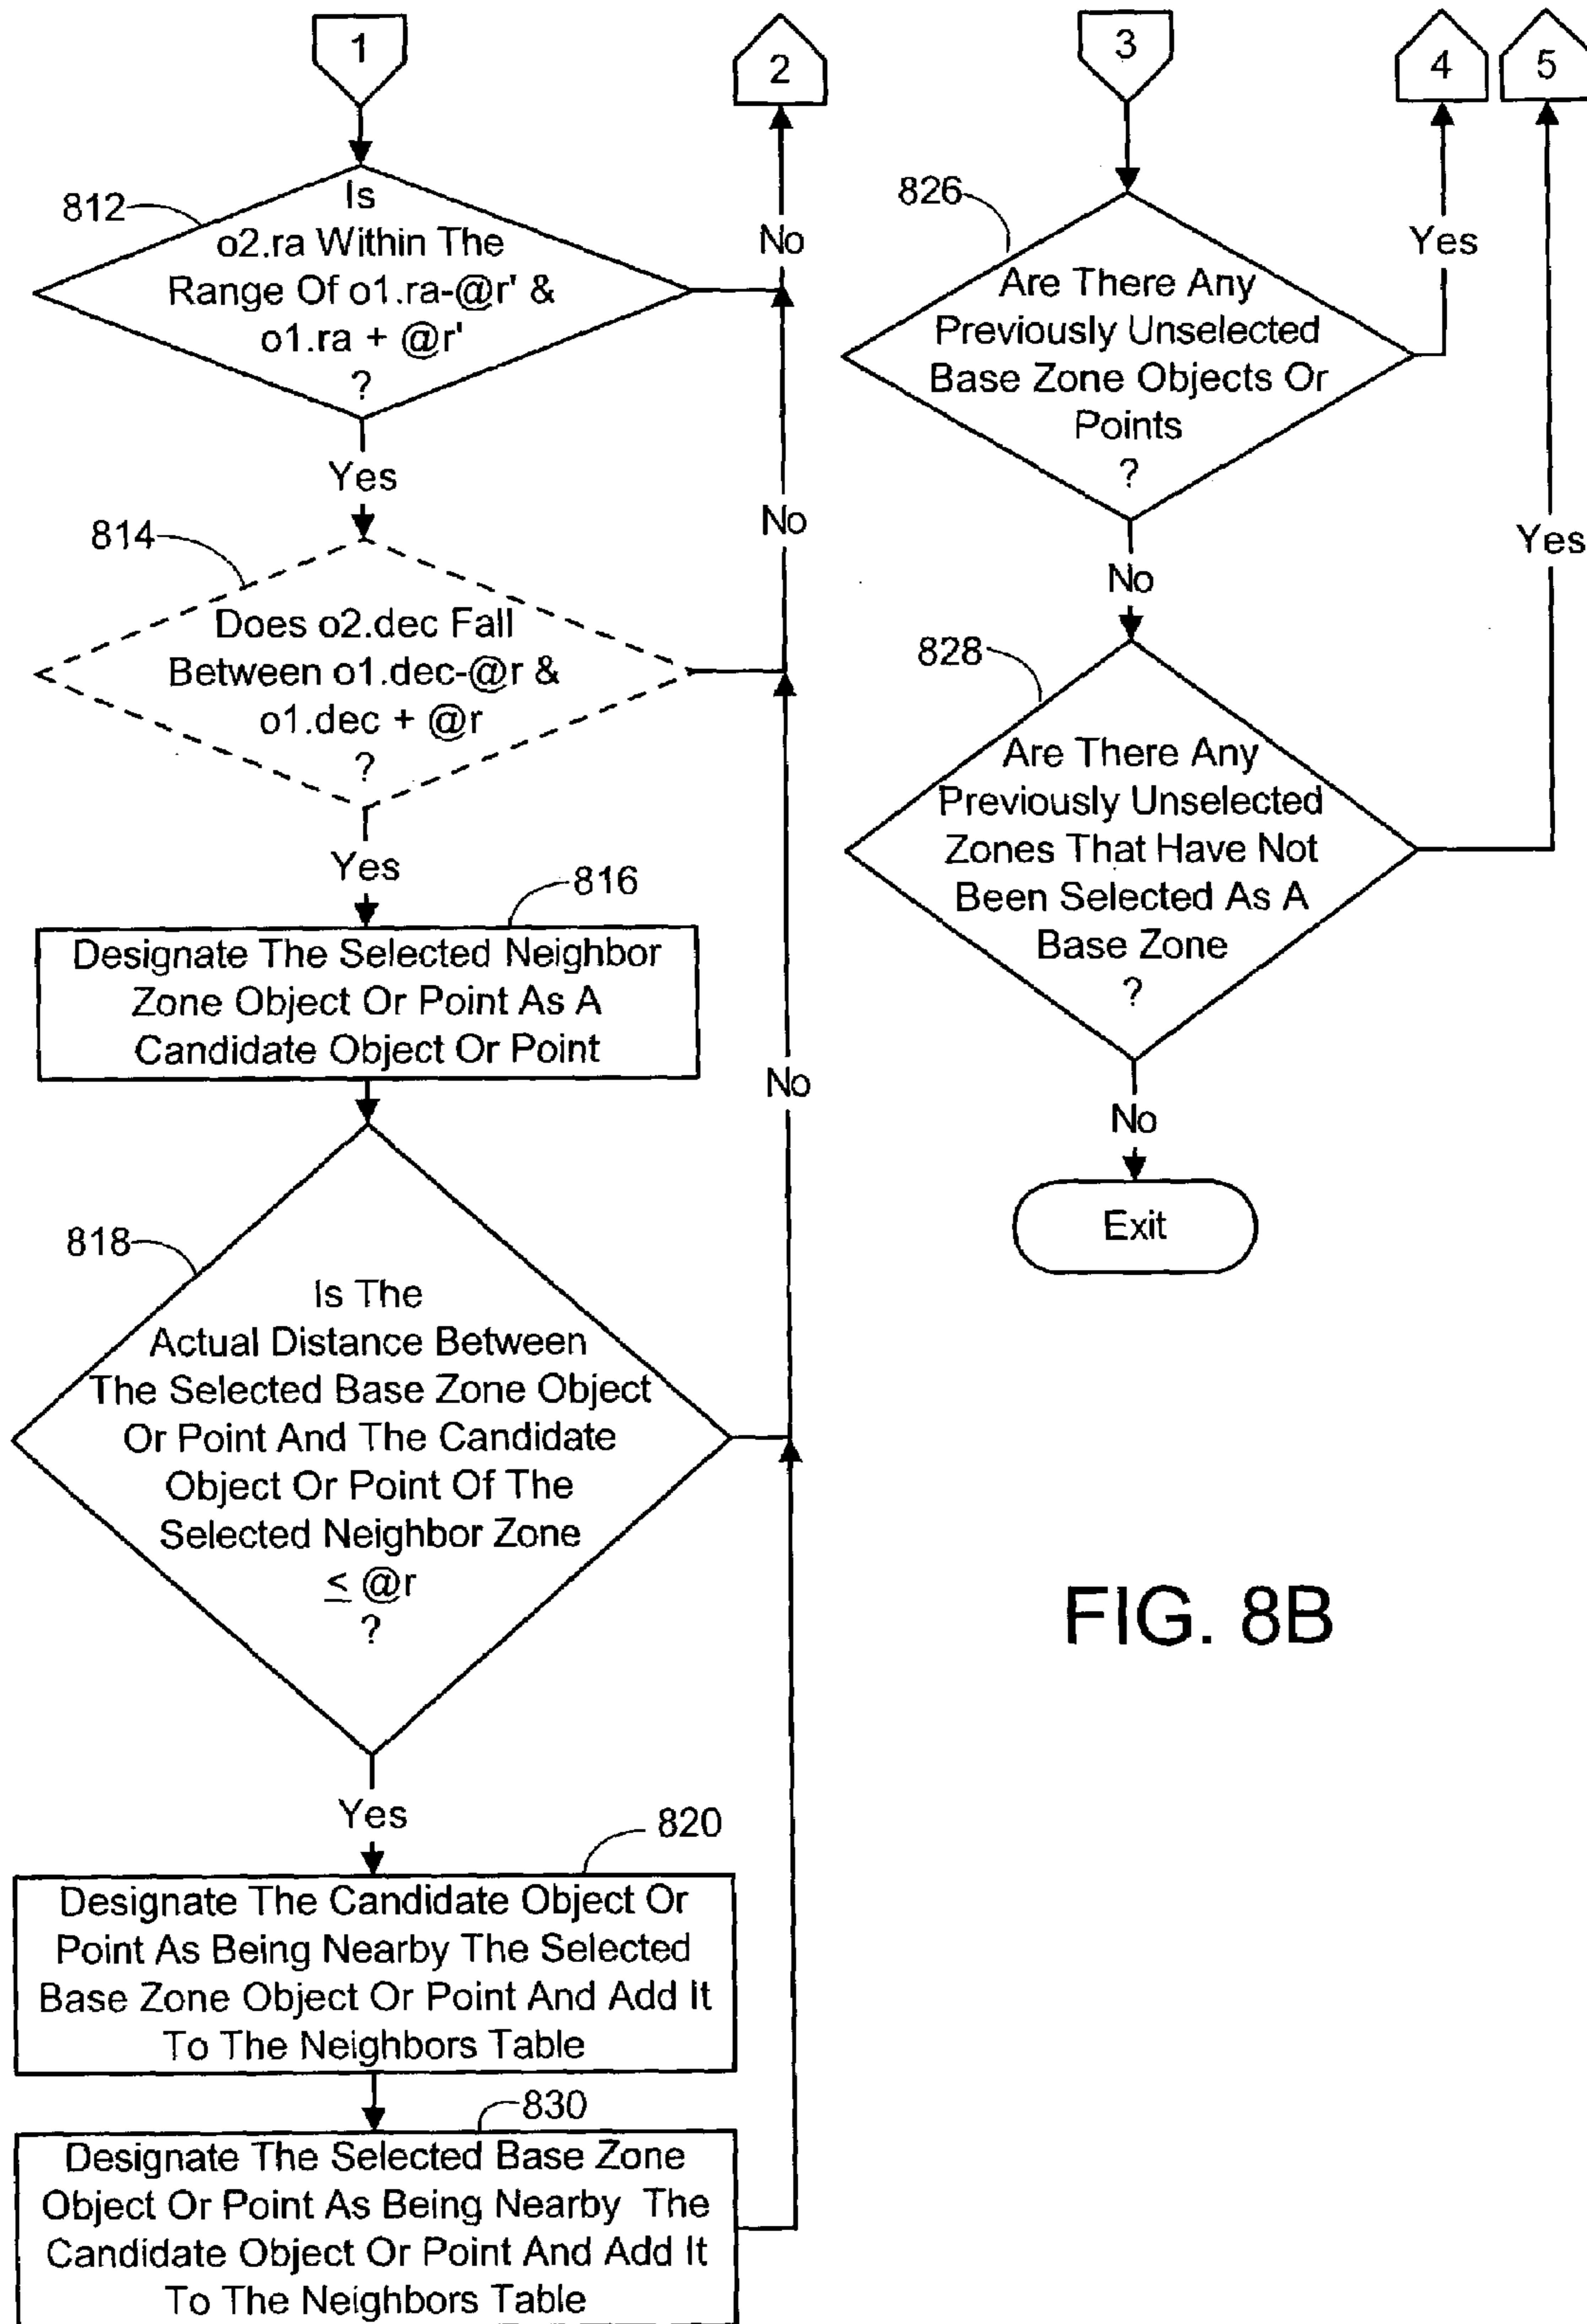 1
812
Is
o2.ra Within The
Range Of o1.ra-@r' &
o1.ra + @r'
?
Yes
814
Does o2.dec Fall
Between o1.dec-@r &
o1.dec + @r
?
Yes
816
Designate The Selected Neighbor
Zone Object Or Point As A
Candidate Object Or Point
818
Is The
Actual Distance Between
The Selected Base Zone Object
Or Point And The Candidate
Object Or Point Of The
Selected Neighbor Zone
≤ @r
?
Yes
820
Designate The Candidate Object Or
Point As Being Nearby The Selected
Base Zone Object Or Point And Add It
To The Neighbors Table
830
Designate The Selected Base Zone
Object Or Point As Being Nearby The
Candidate Object Or Point And Add It
To The Neighbors Table
2
No
No
No
3
826
Are There Any
Previously Unselected
Base Zone Objects Or
Points
?
No
828
Are There Any
Previously Unselected
Zones That Have Not
Been Selected As A
Base Zone
?
No
Exit
4
Yes
5
Yes
FIG. 8B